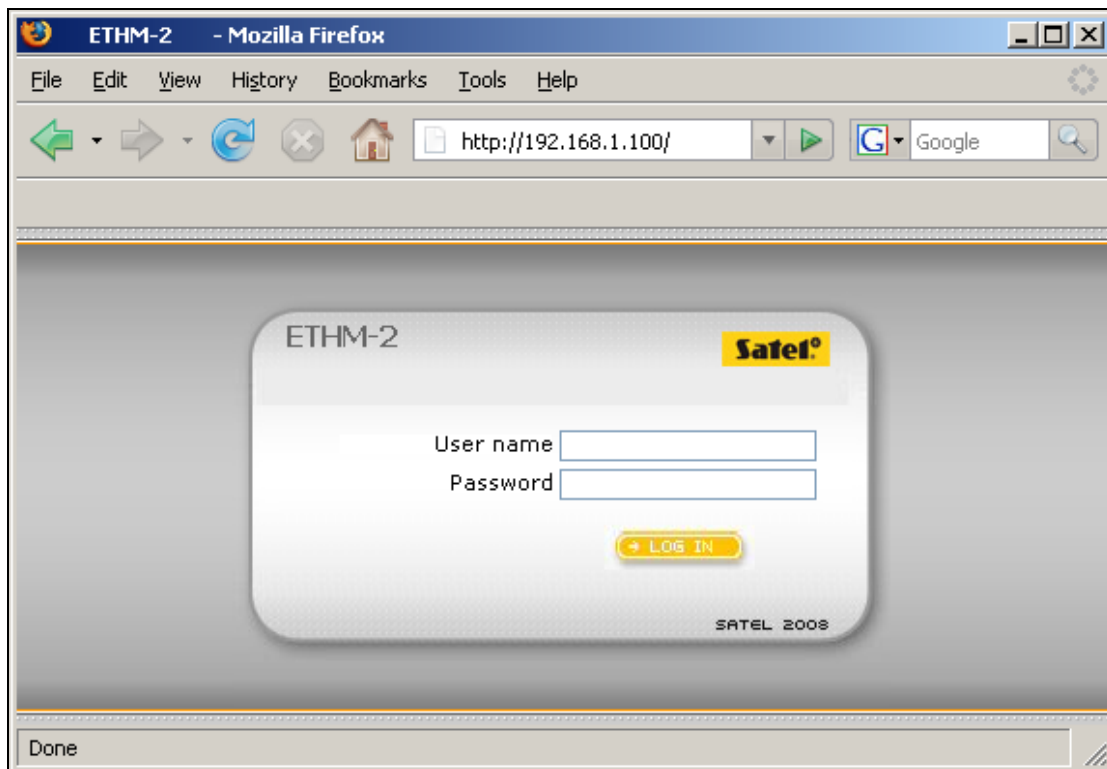 ETHM-2 - Mozilla Firefox
File Edit View History Bookmarks Tools Help
http://192.168.1.100/ G Google
ETHM-2
Satel
User name
Password
LOG IN
SATEL 2008
Done